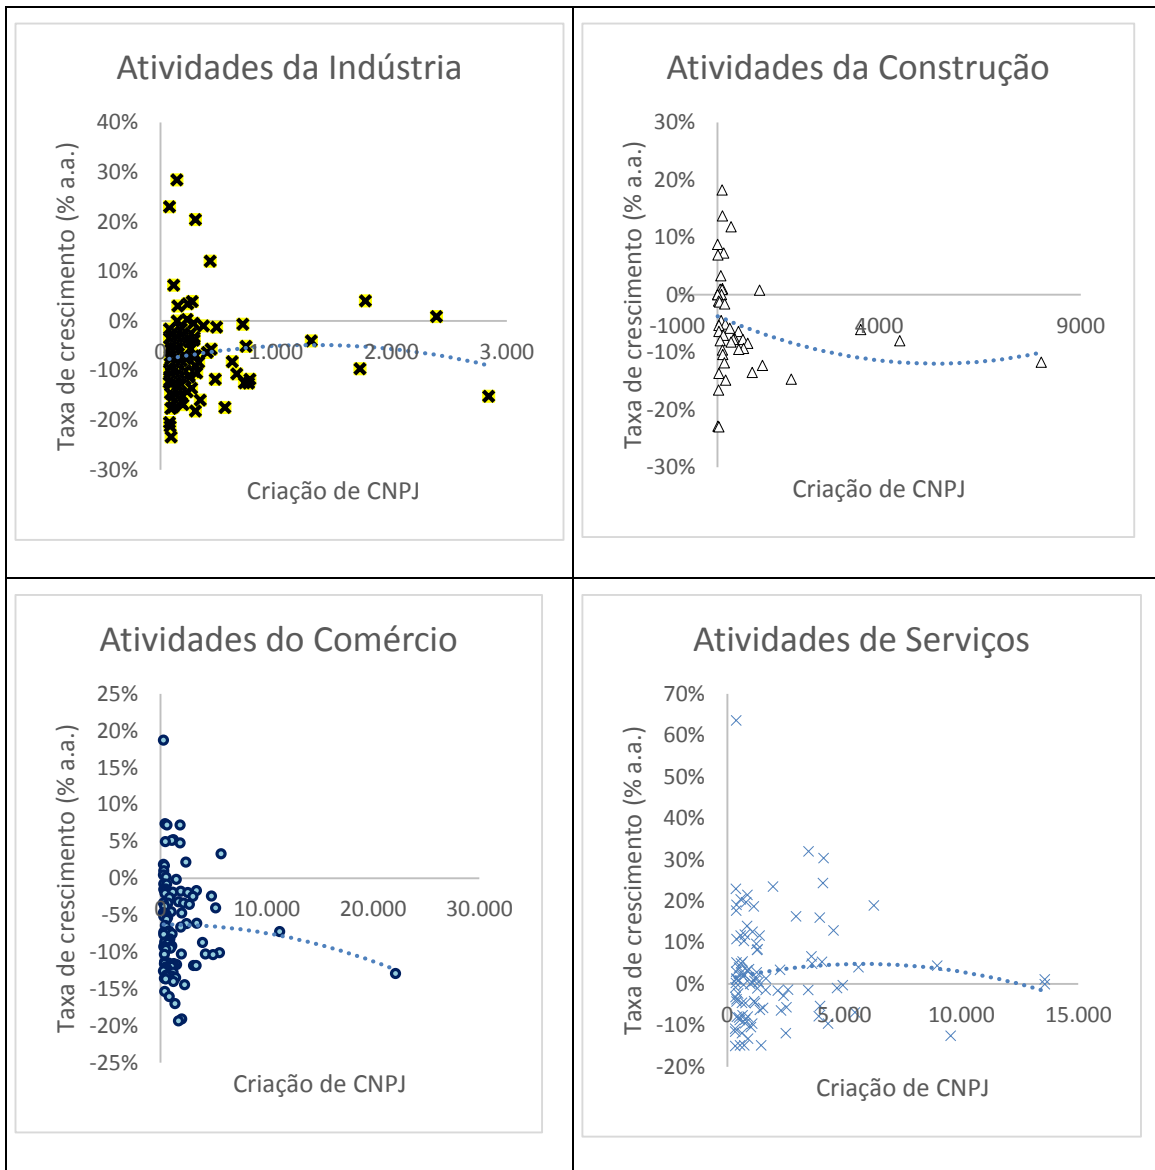 Atividades da Indústria
40%
30%
20%
10%
0%
-10%
-20%
-30%
0 1.000 2.000 3.000
Taxa de crescimento (% a.a.)
Criação de CNPJ
Atividades da Construção
30%
20%
10%
0%
-10%
-20%
-30%
-1000 4000 9000
Taxa de crescimento (% a.a.)
Criação de CNPJ
Atividades do Comércio
25%
20%
15%
10%
5%
0%
-5%
-10%
-15%
-20%
-25%
0 10.000 20.000 30.000
Taxa de crescimento (% a.a.)
Criação de CNPJ
Atividades de Serviços
70%
60%
50%
40%
30%
20%
10%
0%
-10%
-20%
0 5.000 10.000 15.000
Taxa de crescimento (% a.a.)
Criação de CNPJ